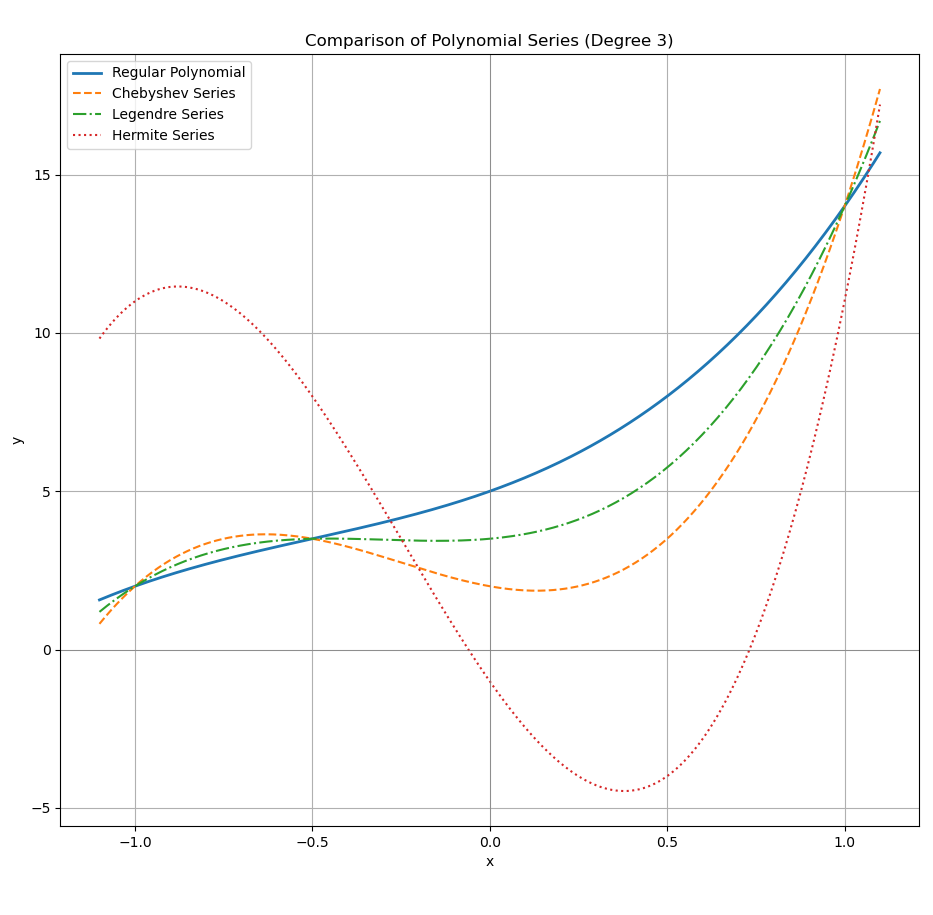 Comparison of Polynomial Series (Degree 3)
Regular Polynomial
Chebyshev Series
Legendre Series
Hermite Series
15
10
5
0
−5
y
−1.0
−0.5
0.0
0.5
1.0
x